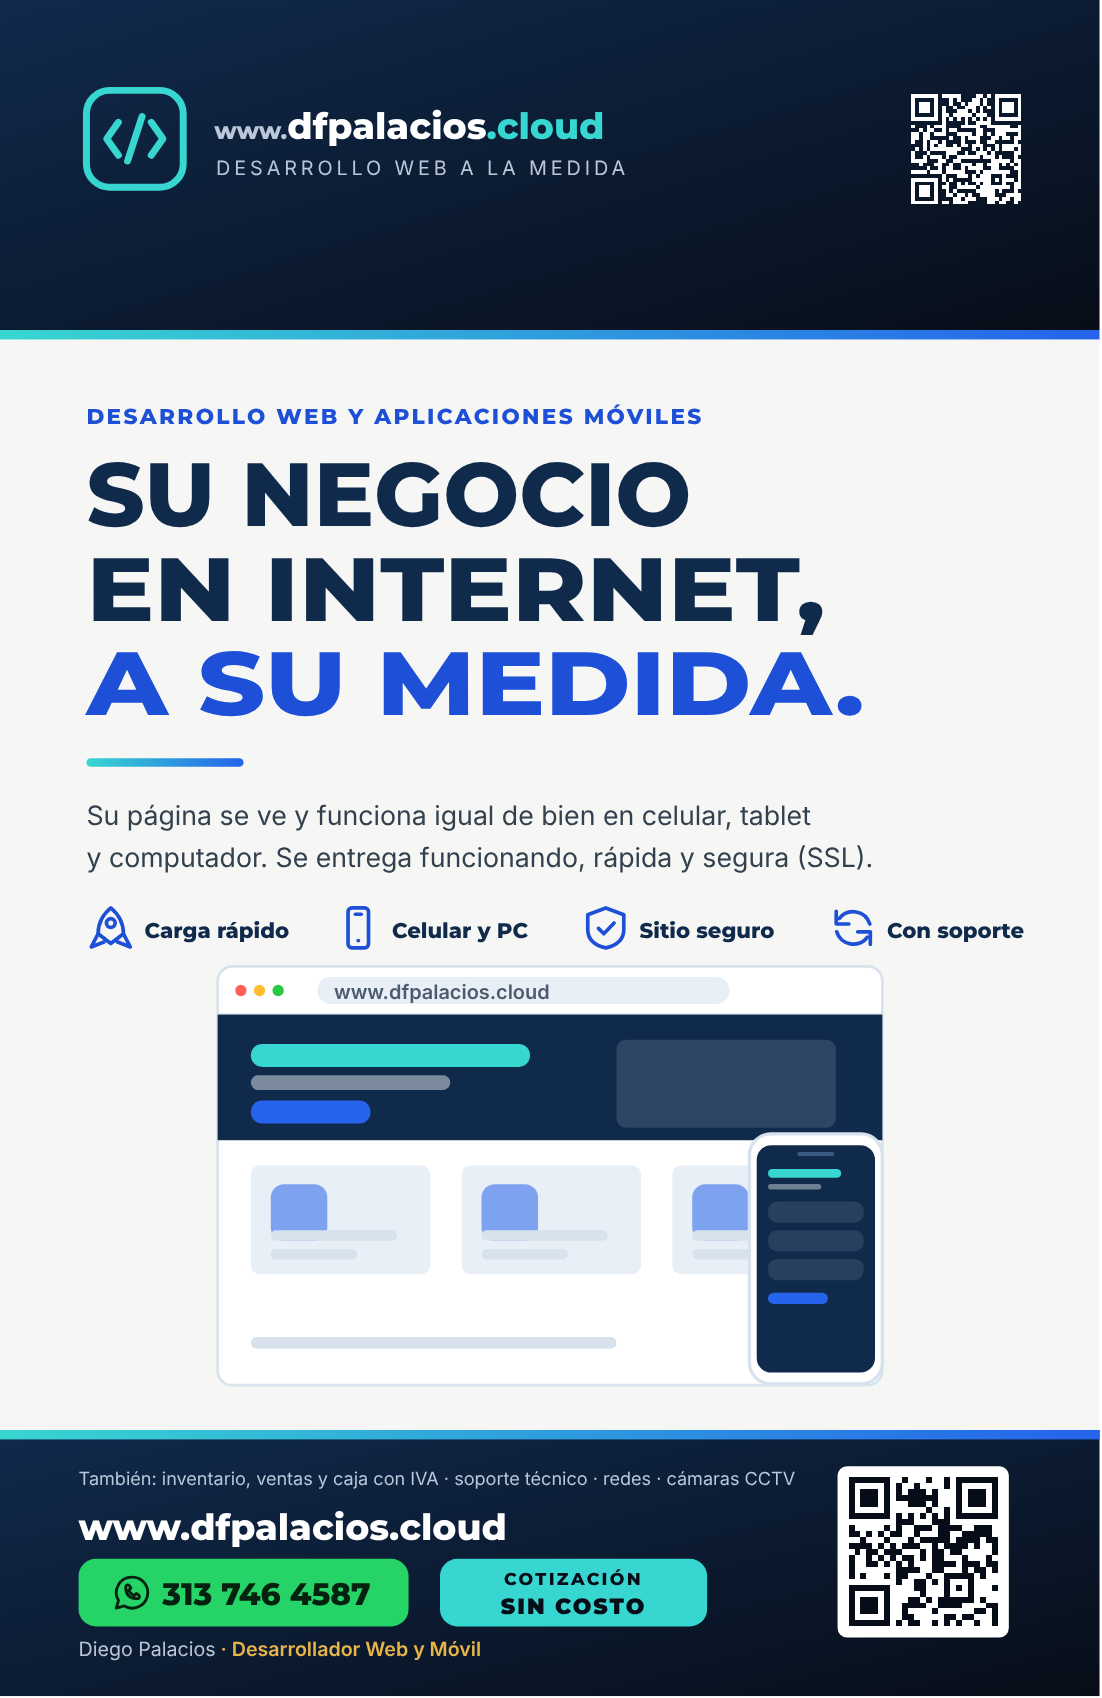 www.dfpalacios.cloud
DESARROLLO WEB A LA MEDIDA
DESARROLLO WEB Y APLICACIONES MÓVILES
SU NEGOCIO
EN INTERNET,
A SU MEDIDA.
Su página se ve y funciona igual de bien en celular, tablet
y computador. Se entrega funcionando, rápida y segura (SSL).
Carga rápido
Celular y PC
Sitio seguro
Con soporte
www.dfpalacios.cloud
También: inventario, ventas y caja con IVA · soporte técnico · redes · cámaras CCTV
www.dfpalacios.cloud
313 746 4587
COTIZACIÓN
SIN COSTO
Diego Palacios · Desarrollador Web y Móvil